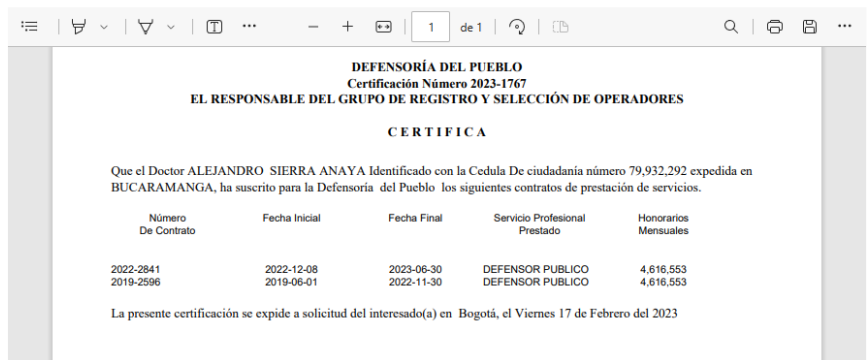 1 de 1
DEFENSORÍA DEL PUEBLO
Certificación Número 2023-1767
EL RESPONSABLE DEL GRUPO DE REGISTRO Y SELECCIÓN DE OPERADORES
C E R T I F I C A
Que el Doctor ALEJANDRO SIERRA ANAYA Identificado con la Cedula De ciudadanía número 79,932,292 expedida en
BUCARAMANGA, ha suscrito para la Defensoría del Pueblo los siguientes contratos de prestación de servicios.
Número Fecha Inicial Fecha Final Servicio Profesional Honorarios
De Contrato Prestado Mensuales
2022-2841 2022-12-08 2023-06-30 DEFENSOR PUBLICO 4,616,553
2019-2596 2019-06-01 2022-11-30 DEFENSOR PUBLICO 4,616,553
La presente certificación se expide a solicitud del interesado(a) en Bogotá, el Viernes 17 de Febrero del 2023